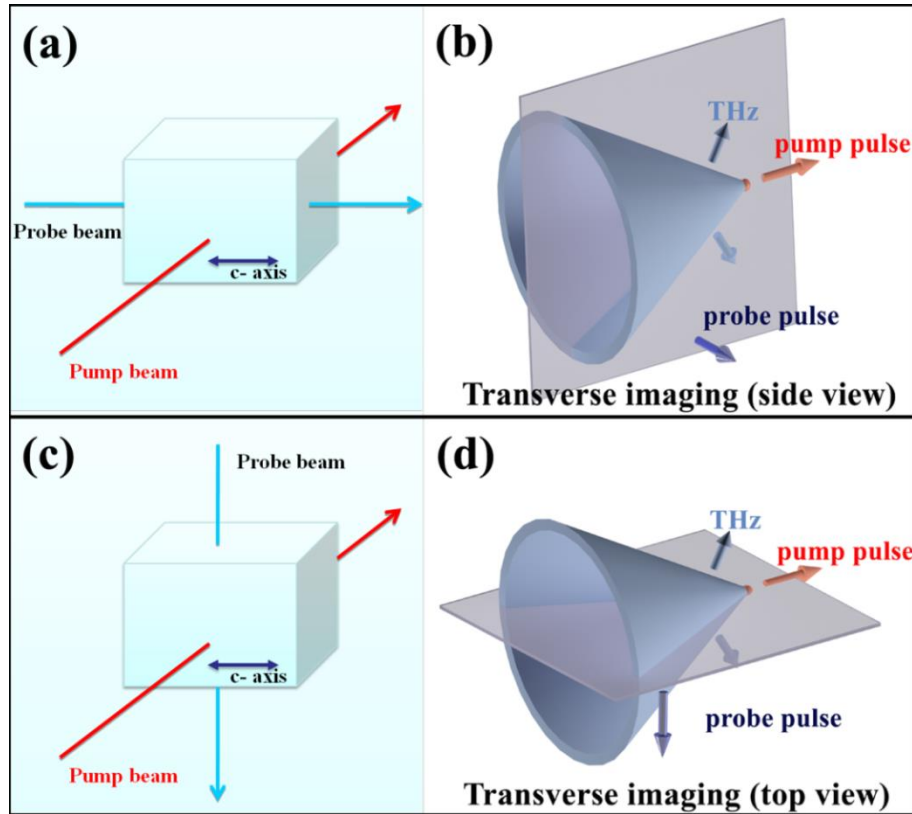 (a)
Probe beam
c- axis
Pump beam
(b)
THz
pump pulse
probe pulse
Transverse imaging (side view)
(c)
Probe beam
c- axis
Pump beam
(d)
THz
pump pulse
probe pulse
Transverse imaging (top view)